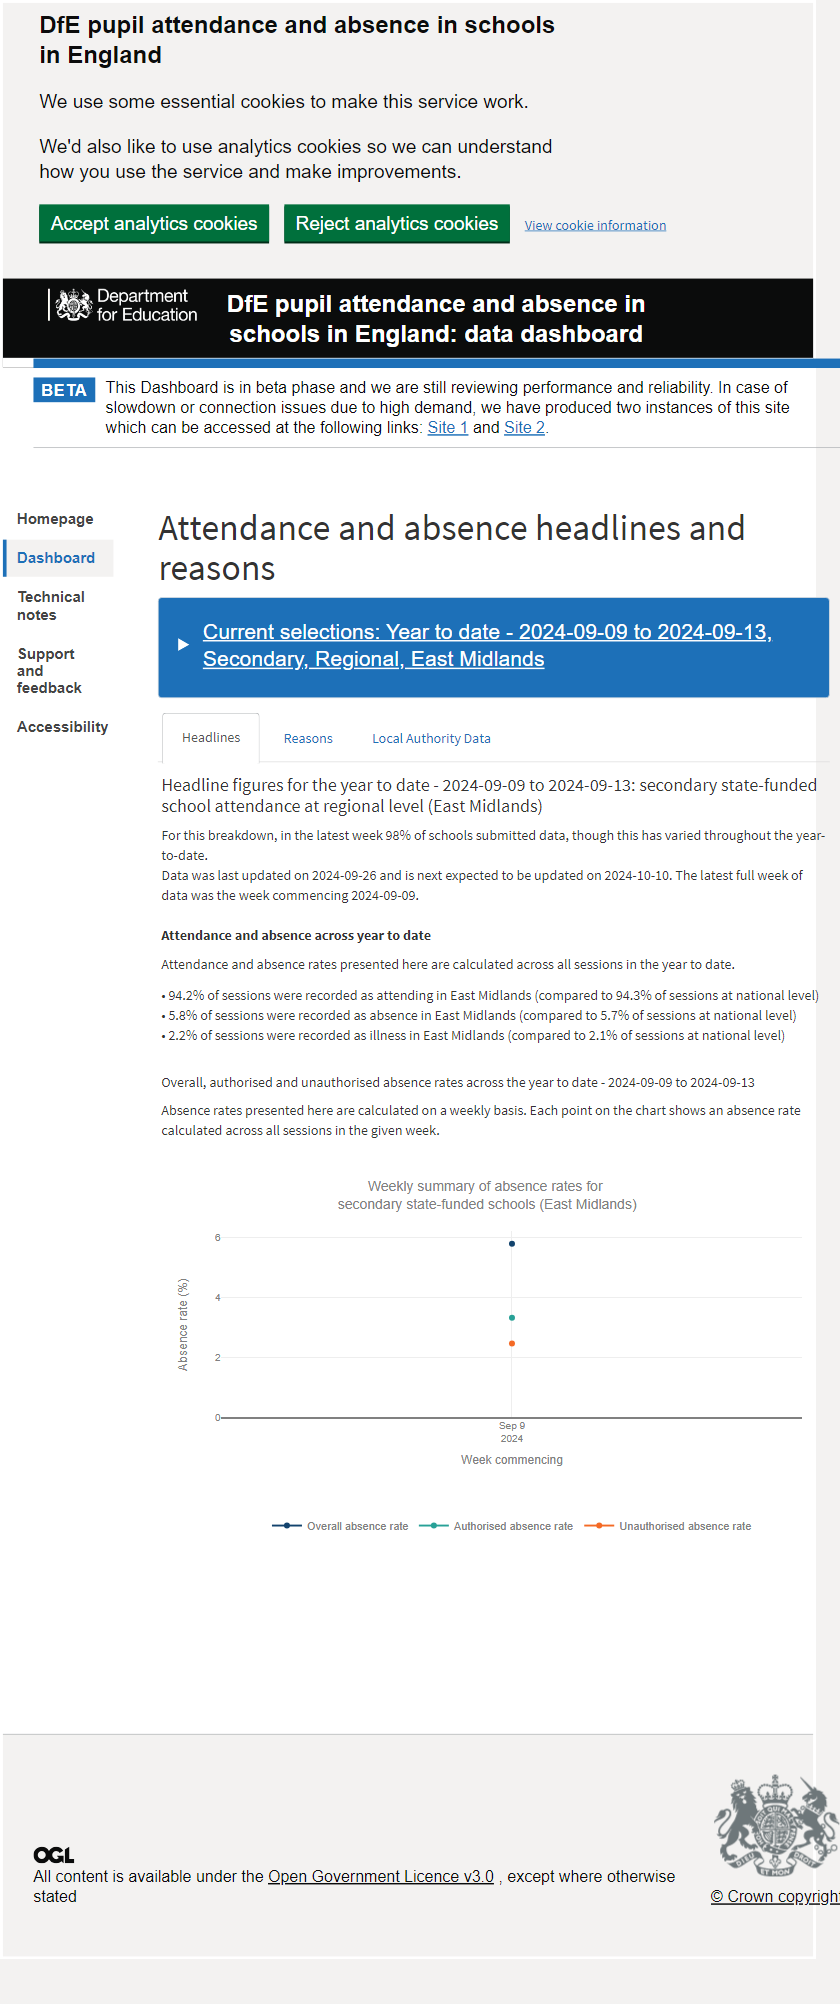 DfE pupil attendance and absence in schools
in England
We use some essential cookies to make this service work.
We'd also like to use analytics cookies so we can understand
how you use the service and make improvements.
Accept analytics cookies Reject analytics cookies View cookie information
Department
for Education
DfE pupil attendance and absence in
schools in England: data dashboard
BETA
This Dashboard is in beta phase and we are still reviewing performance and reliability. In case of
slowdown or connection issues due to high demand, we have produced two instances of this site
which can be accessed at the following links: Site 1 and Site 2.
Homepage
Dashboard
Technical
notes
Support
and
feedback
Accessibility
Attendance and absence headlines and
reasons
Current selections: Year to date - 2024-09-09 to 2024-09-13,
Secondary, Regional, East Midlands
Headlines Reasons Local Authority Data
Headline figures for the year to date - 2024-09-09 to 2024-09-13: secondary state-funded
school attendance at regional level (East Midlands)
For this breakdown, in the latest week 98% of schools submitted data, though this has varied throughout the year-
to-date.
Data was last updated on 2024-09-26 and is next expected to be updated on 2024-10-10. The latest full week of
data was the week commencing 2024-09-09.
Attendance and absence across year to date
Attendance and absence rates presented here are calculated across all sessions in the year to date.
• 94.2% of sessions were recorded as attending in East Midlands (compared to 94.3% of sessions at national level)
• 5.8% of sessions were recorded as absence in East Midlands (compared to 5.7% of sessions at national level)
• 2.2% of sessions were recorded as illness in East Midlands (compared to 2.1% of sessions at national level)
Overall, authorised and unauthorised absence rates across the year to date - 2024-09-09 to 2024-09-13
Absence rates presented here are calculated on a weekly basis. Each point on the chart shows an absence rate
calculated across all sessions in the given week.
Weekly summary of absence rates for
secondary state-funded schools (East Midlands)
Absence rate (%)
6
4
2
0
Sep 9
2024
Week commencing
Overall absence rate Authorised absence rate Unauthorised absence rate
OGL
All content is available under the Open Government Licence v3.0 , except where otherwise
stated
© Crown copyright